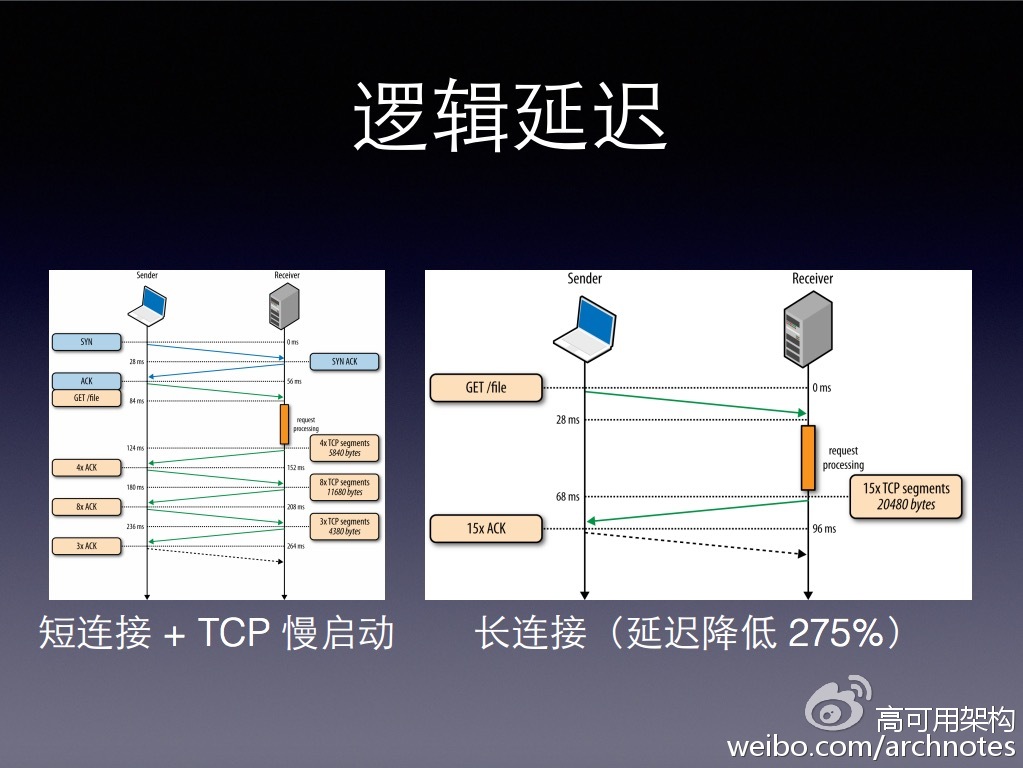 逻辑延迟
Sender
Receiver
SYN
0 ms
28 ms
SYN ACK
ACK
56 ms
GET /file
84 ms
request
processing
124 ms
4x TCP segments
5840 bytes
4x ACK
152 ms
180 ms
8x TCP segments
11680 bytes
8x ACK
208 ms
236 ms
3x TCP segments
4380 bytes
3x ACK
264 ms
Sender
Receiver
GET /file
0 ms
28 ms
request
processing
68 ms
15x TCP segments
20480 bytes
15x ACK
96 ms
短连接 + TCP 慢启动
长连接（延迟降低 275%）
高可用架构
weibo.com/archnotes